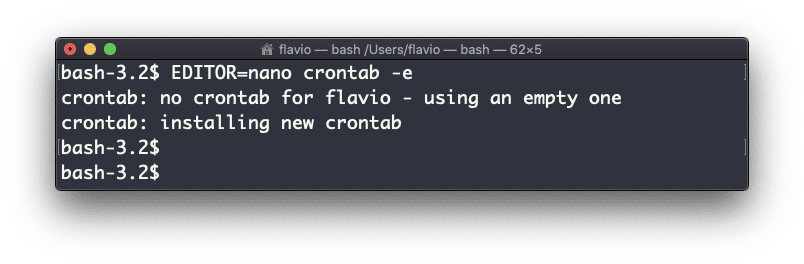 flavio — bash /Users/flavio — bash — 62×5
bash-3.2$ EDITOR=nano crontab -e
crontab: no crontab for flavio - using an empty one
crontab: installing new crontab
bash-3.2$
bash-3.2$